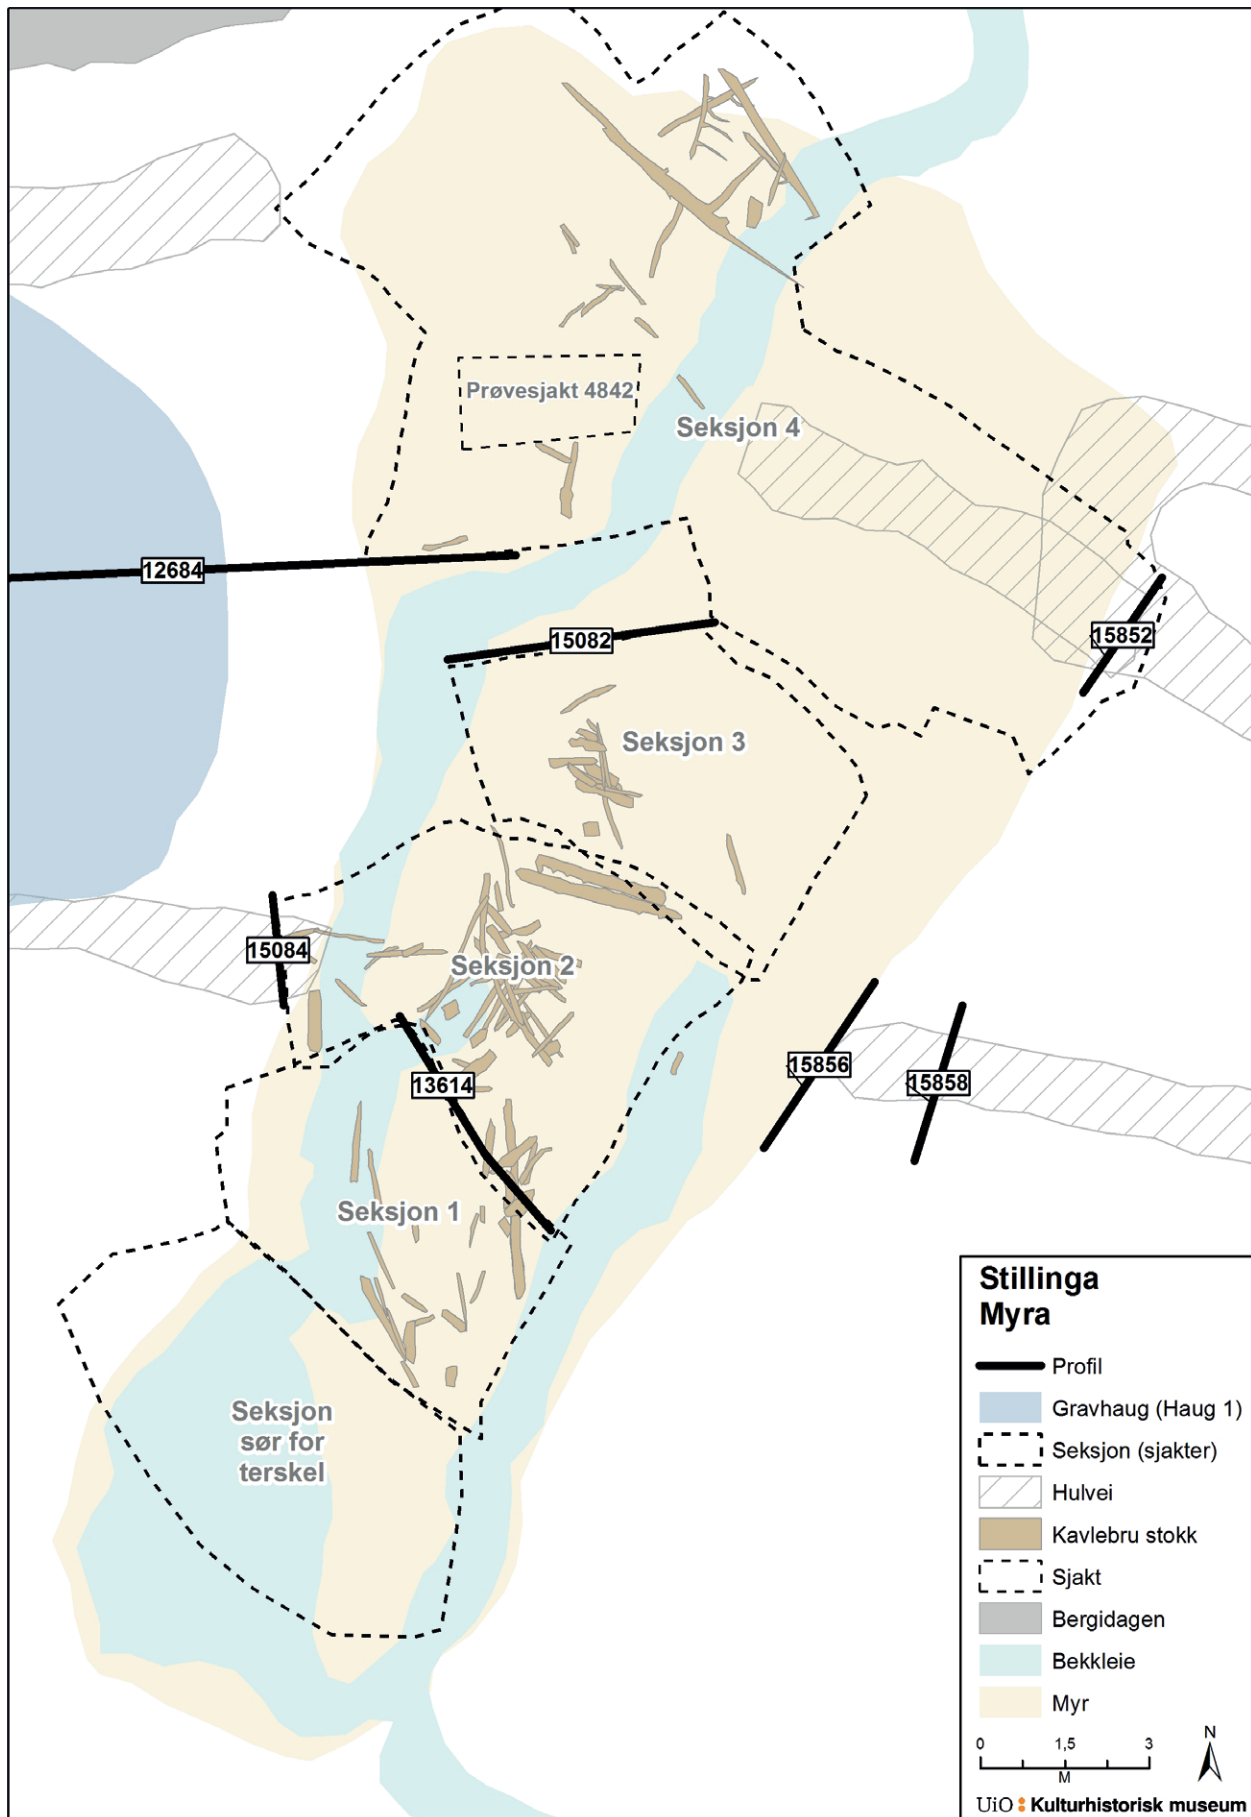 Prøvesjakt 4842
Seksjon 4
12684
15082
15852
Seksjon 3
15084
Seksjon 2
15856
15858
13614
Seksjon 1
Seksjon
sør for
terskel
Stillinga
Myra
Profil
Gravhaug (Haug 1)
Seksjon (sjakter)
Hulvei
Kavlebru stokk
Sjakt
Bergidagen
Bekkleie
Myr
0 1,5 3
M
N
UiO Kulturhistorisk museum